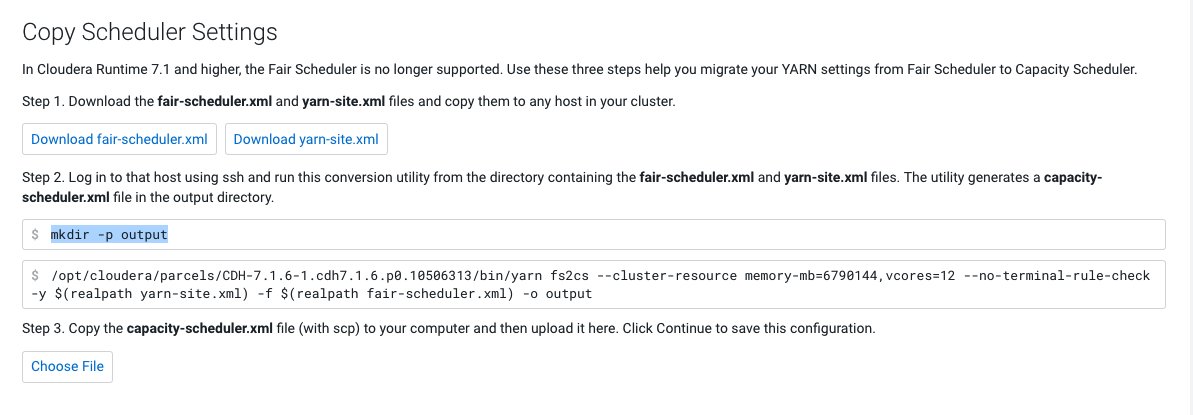 Copy Scheduler Settings
In Cloudera Runtime 7.1 and higher, the Fair Scheduler is no longer supported. Use these three steps help you migrate your YARN settings from Fair Scheduler to Capacity Scheduler.
Step 1. Download the fair-scheduler.xml and yarn-site.xml files and copy them to any host in your cluster.
Download fair-scheduler.xml Download yarn-site.xml
Step 2. Log in to that host using ssh and run this conversion utility from the directory containing the fair-scheduler.xml and yarn-site.xml files. The utility generates a capacity-
scheduler.xml file in the output directory.
$ mkdir -p output
$ /opt/cloudera/parcels/CDH-7.1.6-1.cdh7.1.6.p0.10506313/bin/yarn fs2cs --cluster-resource memory-mb=6790144,vcores=12 --no-terminal-rule-check
-y $(realpath yarn-site.xml) -f $(realpath fair-scheduler.xml) -o output
Step 3. Copy the capacity-scheduler.xml file (with scp) to your computer and then upload it here. Click Continue to save this configuration.
Choose File